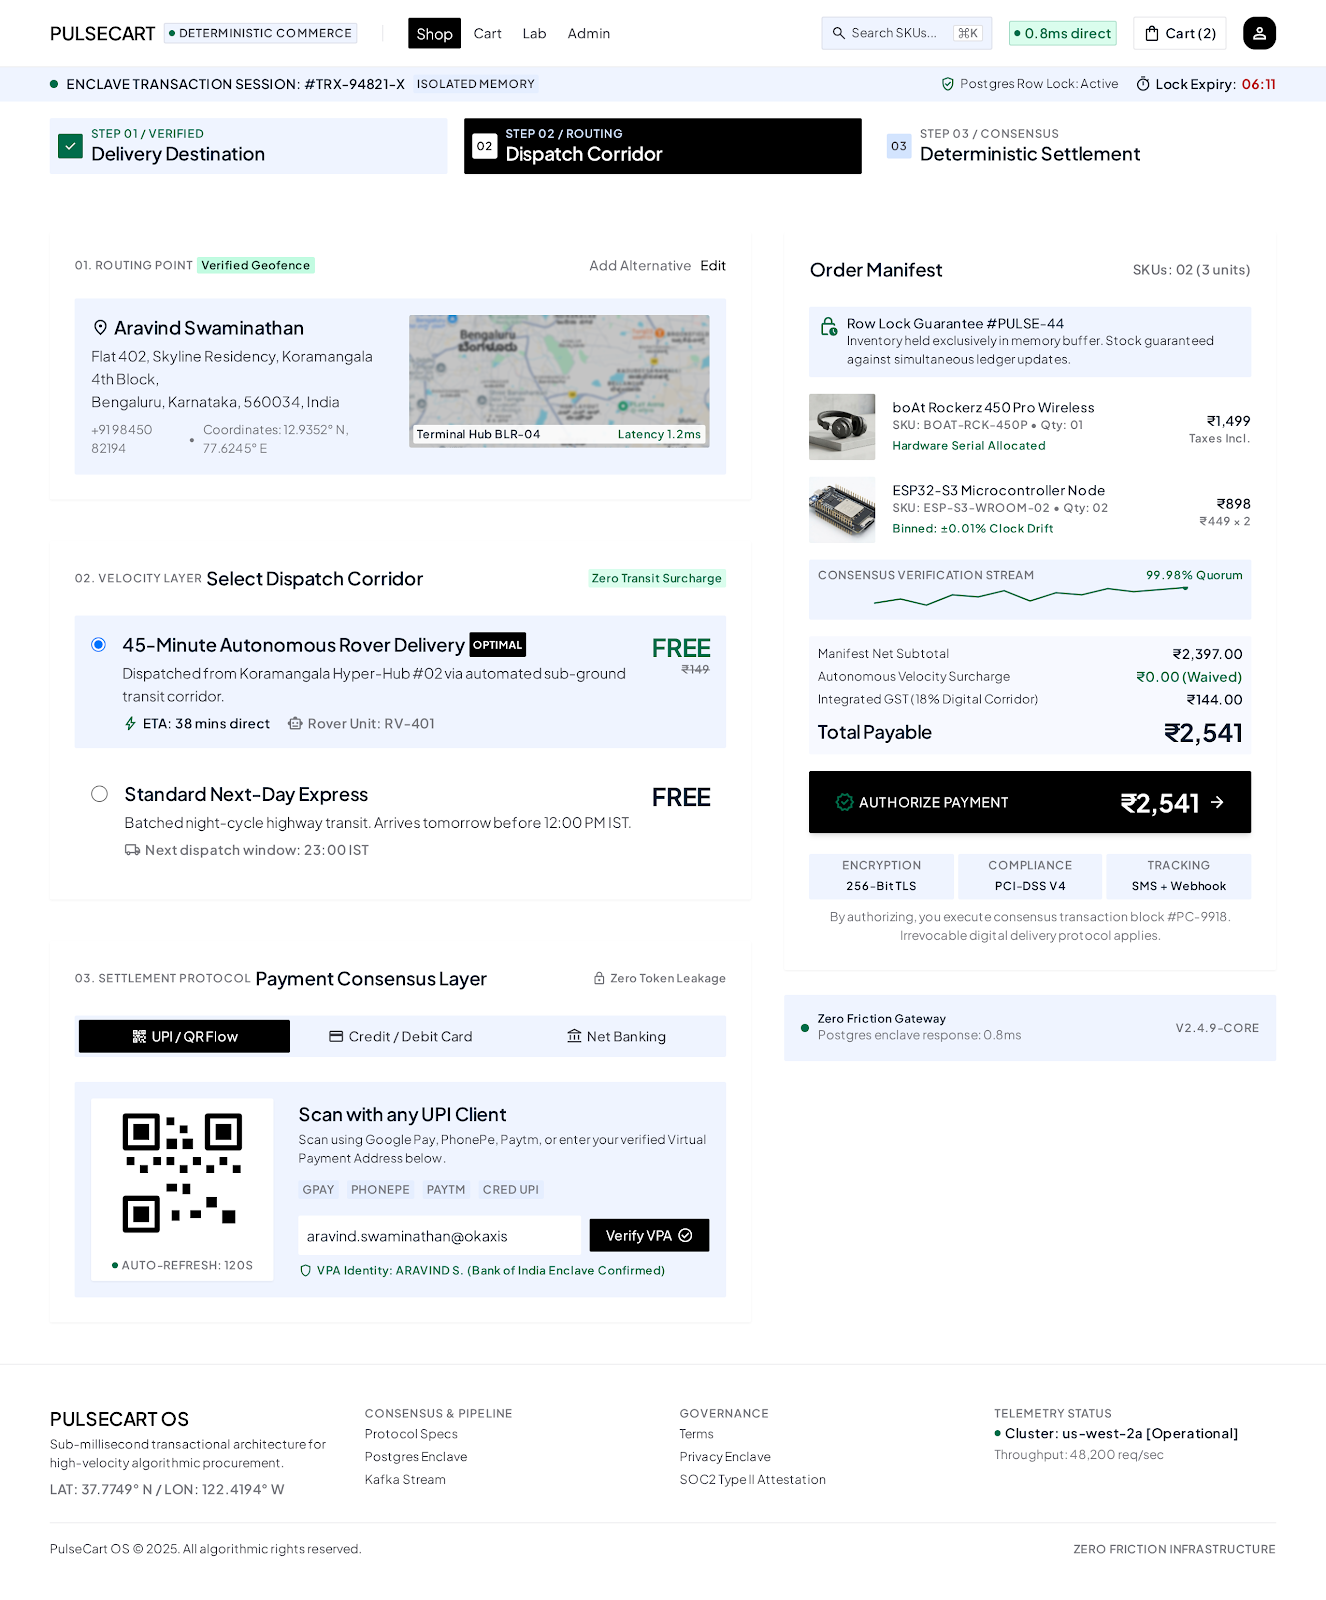 PULSECART
DETERMINISTIC COMMERCE
Shop
Cart
Lab
Admin
Search SKUs...
⌘K
0.8ms direct
Cart (2)
ENCLAVE TRANSACTION SESSION: #TRX-94821-X
ISOLATED MEMORY
Postgres Row Lock: Active
Lock Expiry: 06:11
STEP 01 / VERIFIED
Delivery Destination
02
STEP 02 / ROUTING
Dispatch Corridor
03
STEP 03 / CONSENSUS
Deterministic Settlement
01. ROUTING POINT
Verified Geofence
Add Alternative
Edit
Aravind Swaminathan
Flat 402, Skyline Residency, Koramangala
4th Block,
Bengaluru, Karnataka, 560034, India
+91 98450
82194
•
Coordinates: 12.9352° N,
77.6245° E
Bengaluru
ಬೆಂಗಳೂರು
Terminal Hub BLR-04
Latency 1.2ms
02. VELOCITY LAYER
Select Dispatch Corridor
Zero Transit Surcharge
45-Minute Autonomous Rover Delivery
OPTIMAL
FREE
₹149
Dispatched from Koramangala Hyper-Hub #02 via automated sub-ground
transit corridor.
ETA: 38 mins direct
Rover Unit: RV-401
Standard Next-Day Express
FREE
Batched night-cycle highway transit. Arrives tomorrow before 12:00 PM IST.
Next dispatch window: 23:00 IST
03. SETTLEMENT PROTOCOL
Payment Consensus Layer
Zero Token Leakage
UPI / QR Flow
Credit / Debit Card
Net Banking
AUTO-REFRESH: 120S
Scan with any UPI Client
Scan using Google Pay, PhonePe, Paytm, or enter your verified Virtual
Payment Address below.
GPAY
PHONEPE
PAYTM
CRED UPI
aravind.swaminathan@okaxis
Verify VPA
VPA Identity: ARAVIND S. (Bank of India Enclave Confirmed)
Order Manifest
SKUs: 02 (3 units)
Row Lock Guarantee #PULSE-44
Inventory held exclusively in memory buffer. Stock guaranteed
against simultaneous ledger updates.
boAt Rockerz 450 Pro Wireless
SKU: BOAT-RCK-450P • Qty: 01
Hardware Serial Allocated
₹1,499
Taxes Incl.
ESP32-S3 Microcontroller Node
SKU: ESP-S3-WROOM-02 • Qty: 02
Binned: ±0.01% Clock Drift
₹898
₹449 × 2
CONSENSUS VERIFICATION STREAM
99.98% Quorum
Manifest Net Subtotal
₹2,397.00
Autonomous Velocity Surcharge
₹0.00 (Waived)
Integrated GST (18% Digital Corridor)
₹144.00
Total Payable
₹2,541
AUTHORIZE PAYMENT
₹2,541
ENCRYPTION
256-Bit TLS
COMPLIANCE
PCI-DSS V4
TRACKING
SMS + Webhook
By authorizing, you execute consensus transaction block #PC-9918.
Irrevocable digital delivery protocol applies.
Zero Friction Gateway
Postgres enclave response: 0.8ms
V2.4.9-CORE
PULSECART OS
Sub-millisecond transactional architecture for
high-velocity algorithmic procurement.
LAT: 37.7749° N / LON: 122.4194° W
CONSENSUS & PIPELINE
Protocol Specs
Postgres Enclave
Kafka Stream
GOVERNANCE
Terms
Privacy Enclave
SOC2 Type II Attestation
TELEMETRY STATUS
Cluster: us-west-2a [Operational]
Throughput: 48,200 req/sec
PulseCart OS © 2025. All algorithmic rights reserved.
ZERO FRICTION INFRASTRUCTURE